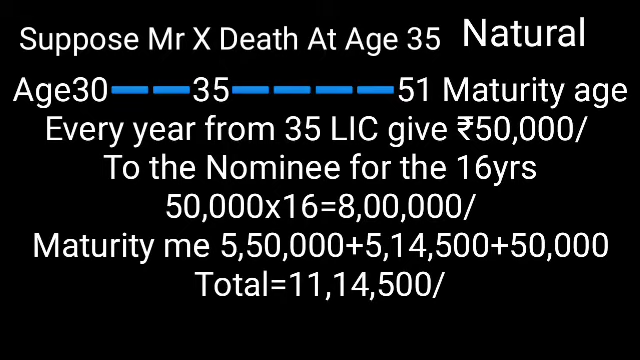 Suppose Mr X Death At Age 35 Natural
Age30 35 51 Maturity age
Every year from 35 LIC give ₹50,000/
To the Nominee for the 16yrs
50,000x16=8,00,000/
Maturity me 5,50,000+5,14,500+50,000
Total=11,14,500/